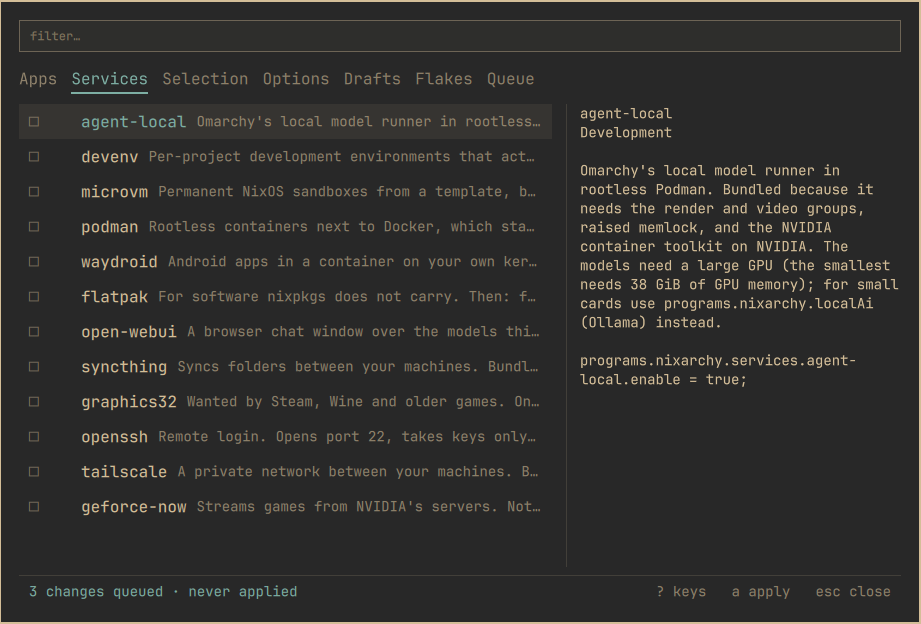 filter…
Apps Services Selection Options Drafts Flakes Queue
agent-local Omarchy's local model runner in rootless…
devenv Per-project development environments that act…
microvm Permanent NixOS sandboxes from a template, b…
podman Rootless containers next to Docker, which sta…
waydroid Android apps in a container on your own ker…
flatpak For software nixpkgs does not carry. Then: f…
open-webui A browser chat window over the models thi…
syncthing Syncs folders between your machines. Bundl…
graphics32 Wanted by Steam, Wine and older games. On…
openssh Remote login. Opens port 22, takes keys only…
tailscale A private network between your machines. B…
geforce-now Streams games from NVIDIA's servers. Not…
agent-local
Development
Omarchy's local model runner in
rootless Podman. Bundled because it
needs the render and video groups,
raised memlock, and the NVIDIA
container toolkit on NVIDIA. The
models need a large GPU (the smallest
needs 38 GiB of GPU memory); for small
cards use programs.nixarchy.localAi
(Ollama) instead.
programs.nixarchy.services.agent-
local.enable = true;
3 changes queued · never applied
? keys a apply esc close